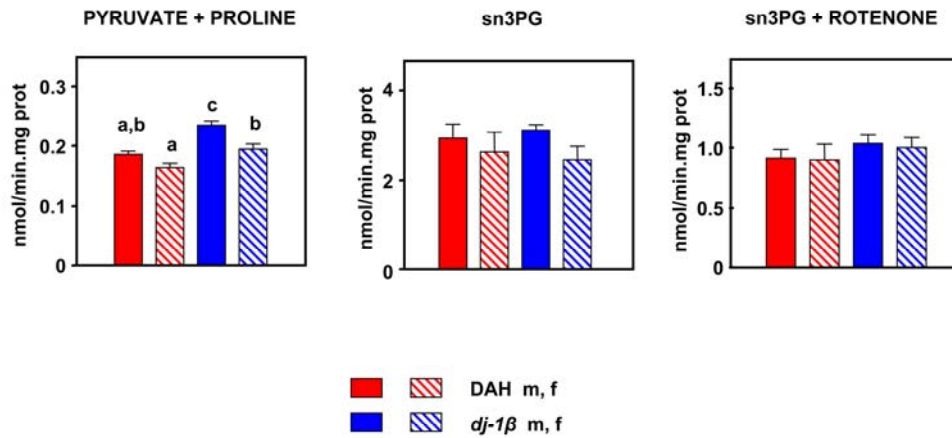 PYRUVATE + PROLINE
nmol/min.mg prot
0.3
0.2
0.1
0
a,b
a
c
b
sn3PG
nmol/min.mg prot
4
2
0
sn3PG + ROTENONE
nmol/min.mg prot
1.5
1.0
0.5
0
DAH m, f
dj-1β m, f